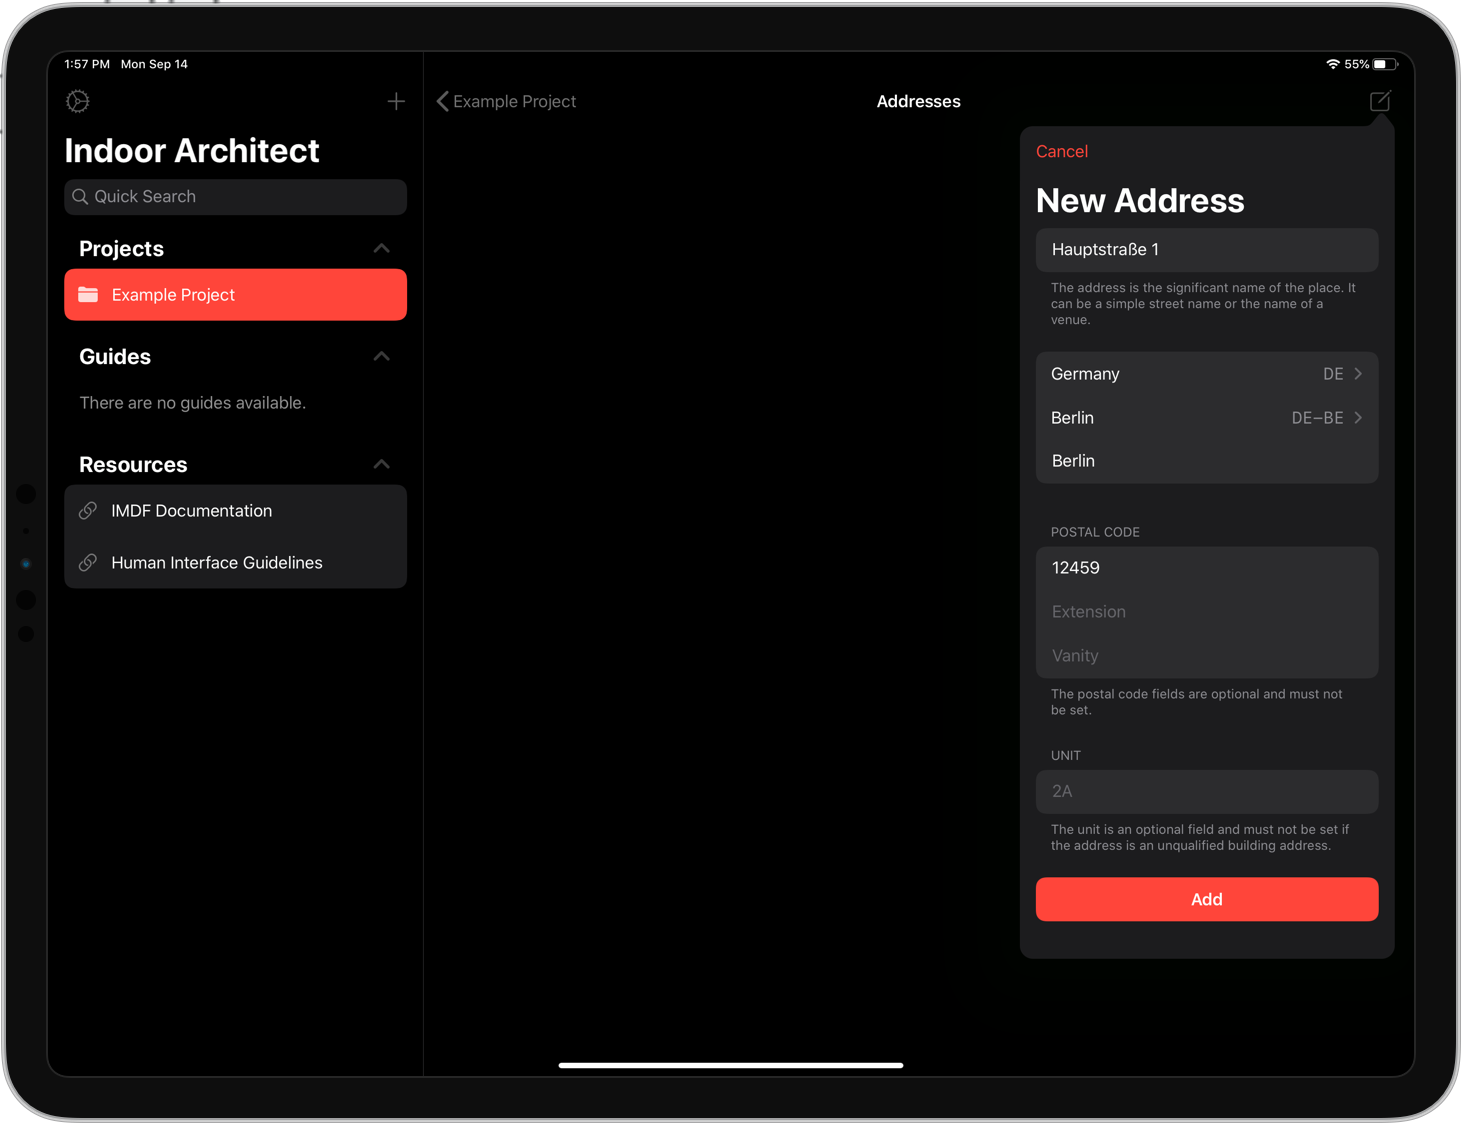 1:57 PM Mon Sep 14
55%
Indoor Architect
Quick Search
Projects
Example Project
Guides
There are no guides available.
Resources
IMDF Documentation
Human Interface Guidelines
Example Project
Addresses
Cancel
New Address
Hauptstraße 1
The address is the significant name of the place. It
can be a simple street name or the name of a
venue.
Germany DE
Berlin DE–BE
Berlin
POSTAL CODE
12459
Extension
Vanity
The postal code fields are optional and must not
be set.
UNIT
2A
The unit is an optional field and must not be set if
the address is an unqualified building address.
Add